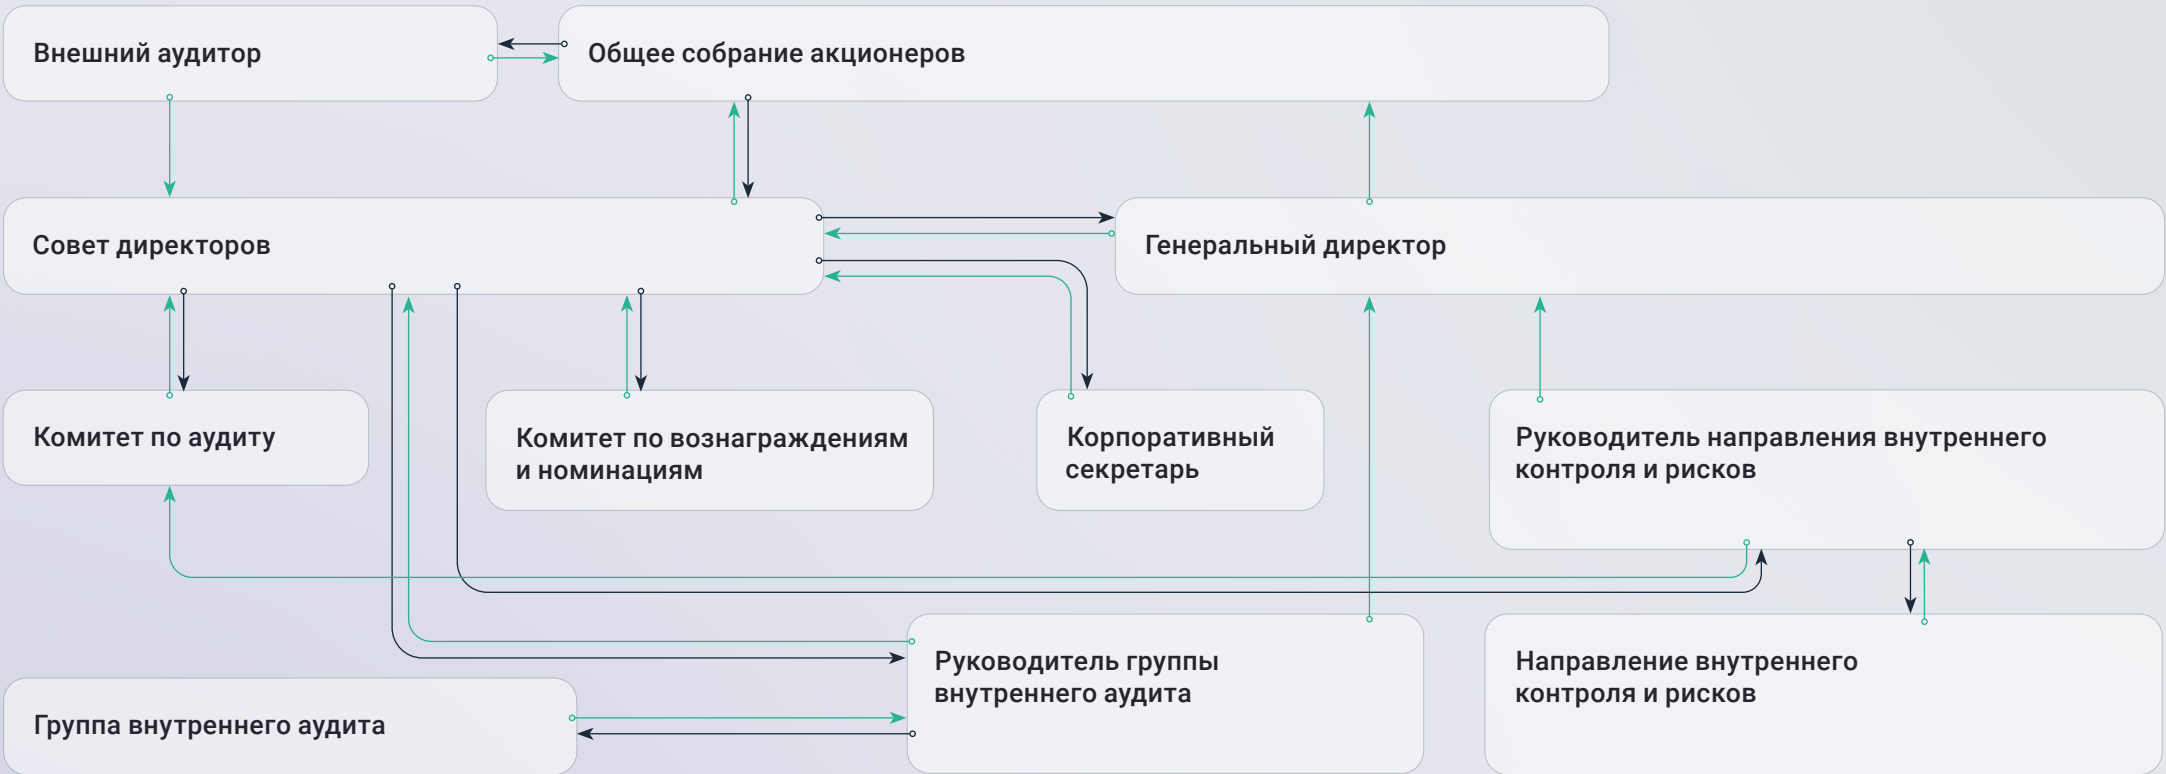 Внешний аудитор
Общее собрание акционеров
Совет директоров
Генеральный директор
Комитет по аудиту
Комитет по вознаграждениям
и номинациям
Корпоративный
секретарь
Руководитель направления внутреннего
контроля и рисков
Руководитель группы
внутреннего аудита
Направление внутреннего
контроля и рисков
Группа внутреннего аудита